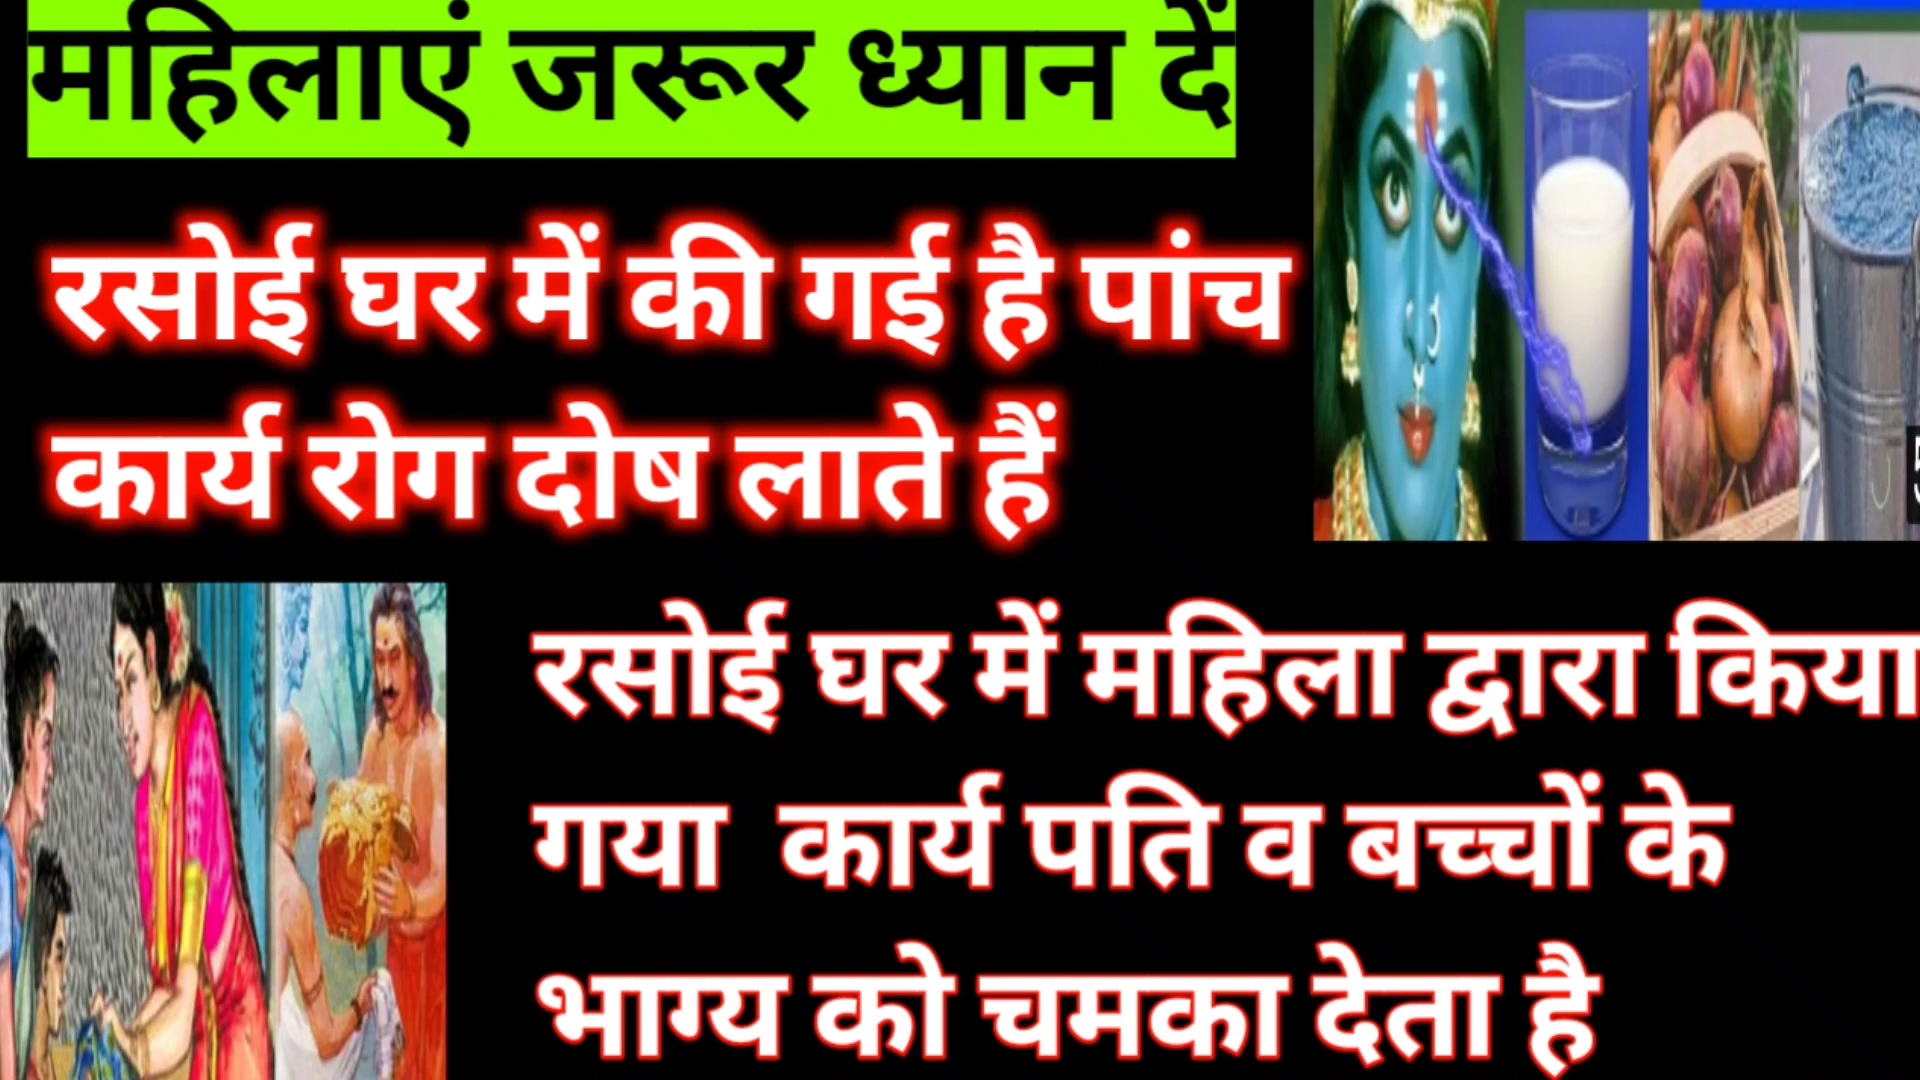 महिलाएं जरूर ध्यान दें
रसोई घर में की गई है पांच
कार्य रोग दोष लाते हैं
रसोई घर में महिला द्वारा किया
गया कार्य पति व बच्चों के
भाग्य को चमका देता है